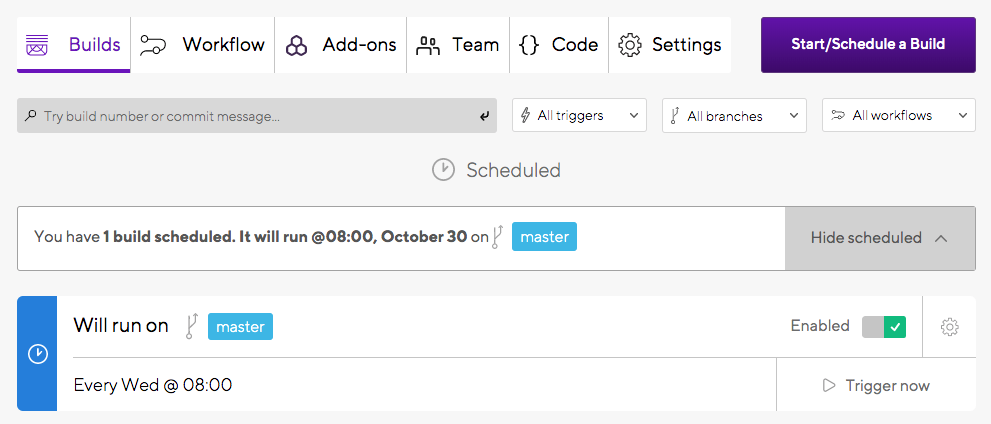 Builds Workflow Add-ons Team Code Settings Start/Schedule a Build
Try build number or commit message... All triggers All branches All workflows
Scheduled
You have 1 build scheduled. It will run @08:00, October 30 on master Hide scheduled
Will run on master Enabled
Every Wed @ 08:00 Trigger now